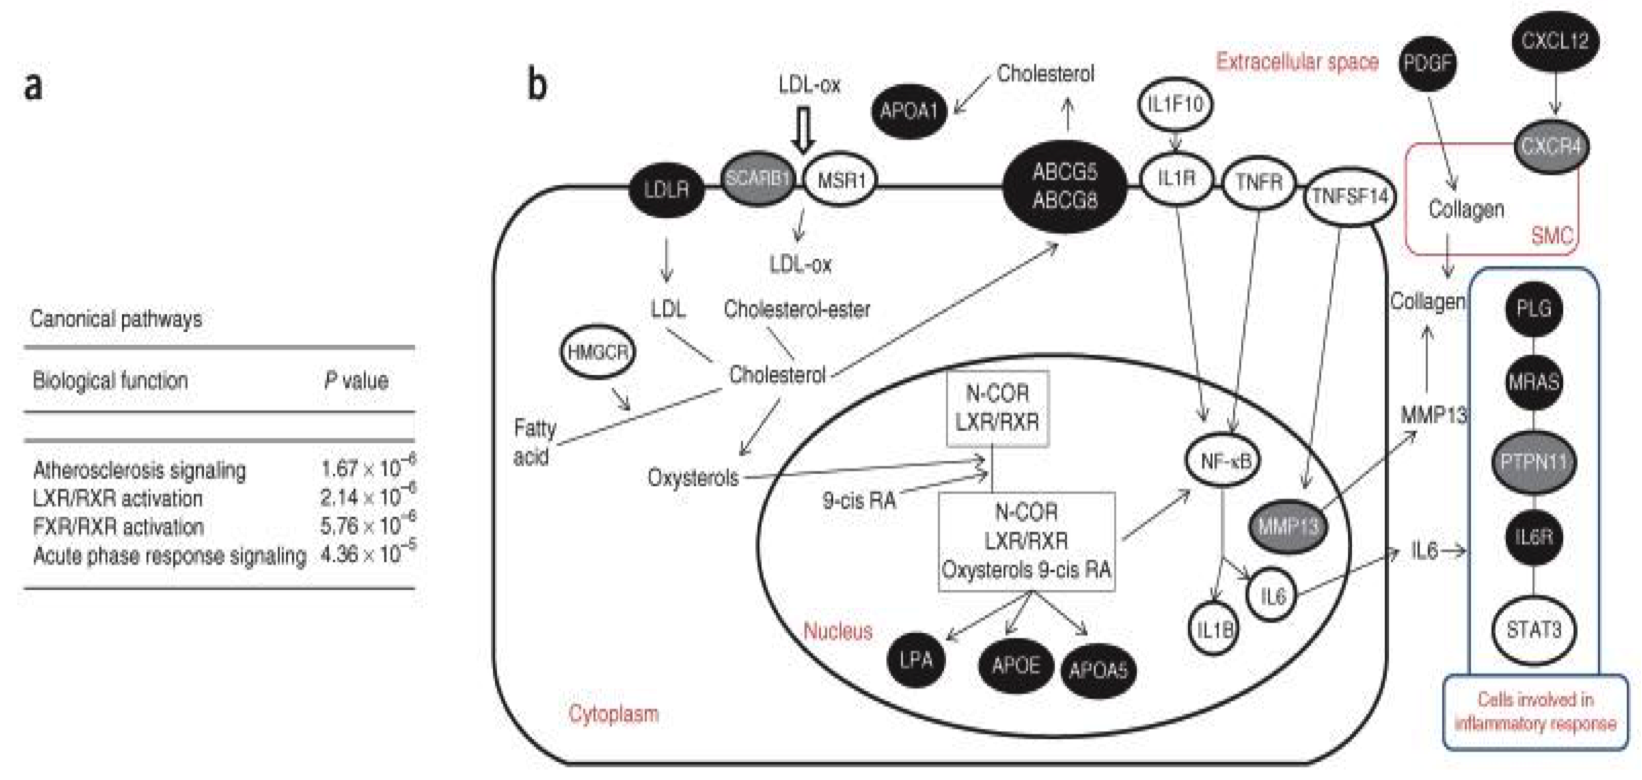 a
Canonical pathways
Biological function P value
Atherosclerosis signaling 1.67 × 10⁻⁶
LXR/RXR activation 2.14 × 10⁻⁶
FXR/RXR activation 5.76 × 10⁻⁶
Acute phase response signaling 4.36 × 10⁻⁵
b
LDL-ox
APOA1
Cholesterol
IL1F10
Extracellular space
PDGF
CXCL12
CXCR4
LDLR
SCARB1
MSR1
ABCG5
ABCG8
IL1R
TNFR
TNFSF14
Collagen
SMC
LDL-ox
LDL
Cholesterol-ester
Collagen
HMGCR
Cholesterol
Fatty
acid
Oxysterols
9-cis RA
N-COR
LXR/RXR
N-COR
LXR/RXR
Oxysterols 9-cis RA
NF-κB
MMP13
MMP13
IL6
IL6
IL1B
Nucleus
LPA
APOE
APOA5
Cytoplasm
PLG
MRAS
PTPN11
IL6R
STAT3
Cells involved in
inflammatory response